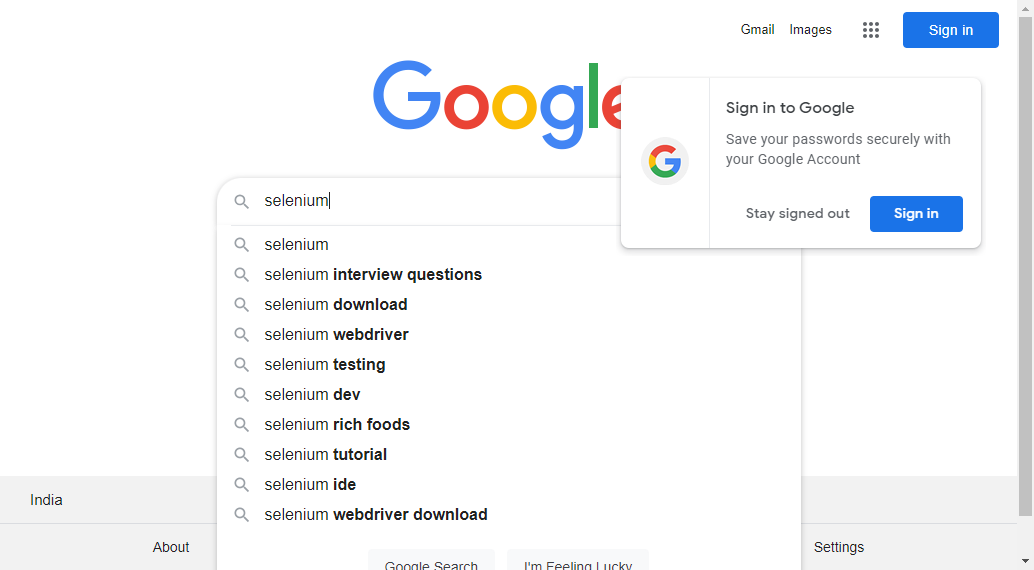 Gmail Images Sign in
Google
Sign in to Google
Save your passwords securely with
your Google Account
Stay signed out Sign in
selenium
selenium
selenium interview questions
selenium download
selenium webdriver
selenium testing
selenium dev
selenium rich foods
selenium tutorial
selenium ide
selenium webdriver download
India
About Settings
Google Search I'm Feeling Lucky